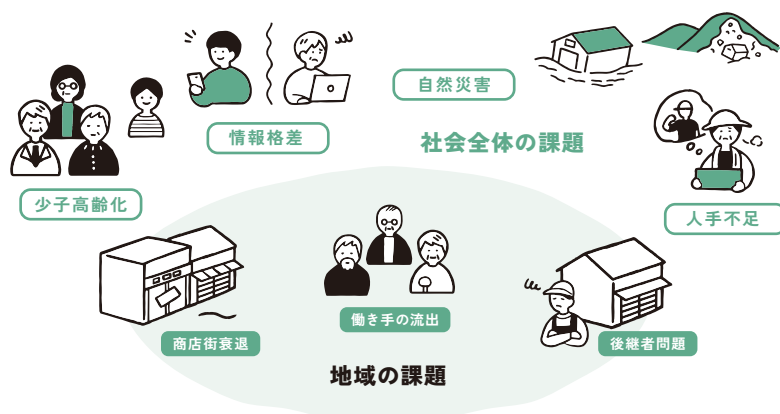 自然災害
情報格差
社会全体の課題
少子高齢化
人手不足
働き手の流出
商店街衰退
後継者問題
地域の課題